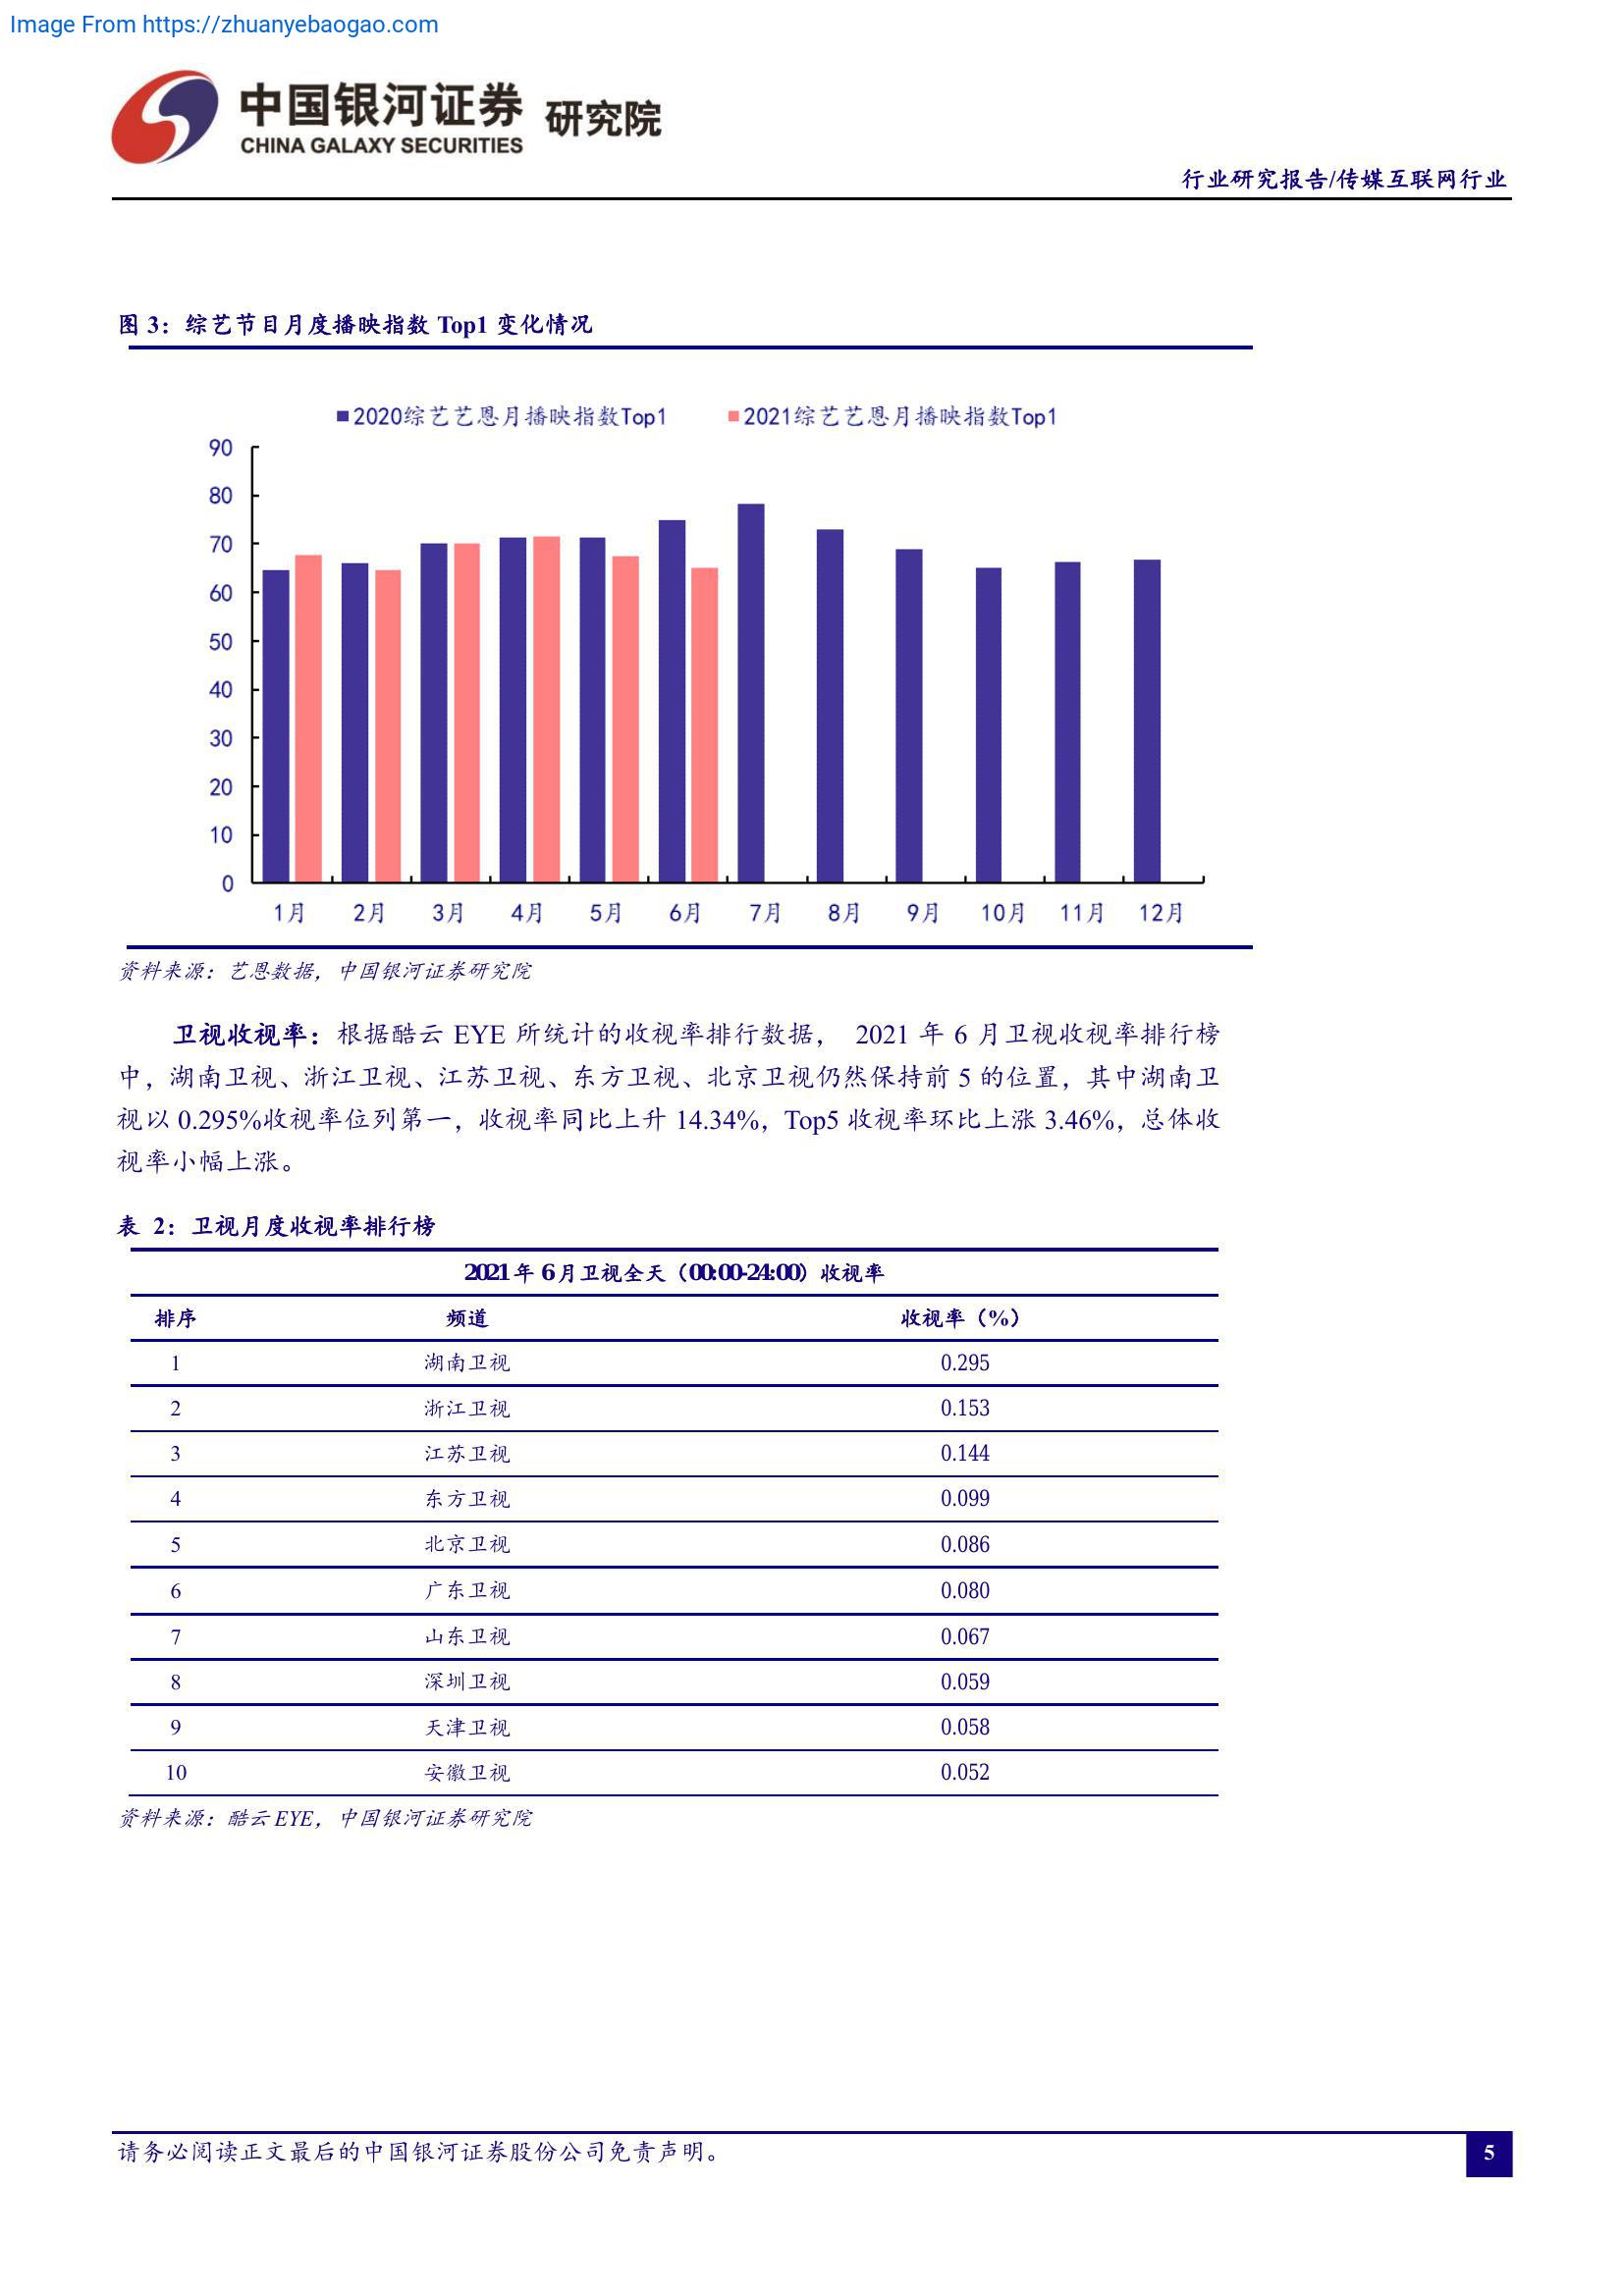 Image From https://zhuanyebaogao.com
中国银河证券 研究院
CHINA GALAXY SECURITIES
行业研究报告/传媒互联网行业
图 3：综艺节目月度播映指数 Top1 变化情况
2020综艺艺恩月播映指数Top1 2021综艺艺恩月播映指数Top1
90
80
70
60
50
40
30
20
10
0
1月 2月 3月 4月 5月 6月 7月 8月 9月 10月 11月 12月
资料来源：艺恩数据，中国银河证券研究院
卫视收视率：根据酷云 EYE 所统计的收视率排行数据， 2021 年 6 月卫视收视率排行榜
中，湖南卫视、浙江卫视、江苏卫视、东方卫视、北京卫视仍然保持前 5 的位置，其中湖南卫
视以 0.295%收视率位列第一，收视率同比上升 14.34%，Top5 收视率环比上涨 3.46%，总体收
视率小幅上涨。
表 2：卫视月度收视率排行榜
2021 年 6 月卫视全天（00:00-24:00）收视率
排序 频道 收视率（%）
1 湖南卫视 0.295
2 浙江卫视 0.153
3 江苏卫视 0.144
4 东方卫视 0.099
5 北京卫视 0.086
6 广东卫视 0.080
7 山东卫视 0.067
8 深圳卫视 0.059
9 天津卫视 0.058
10 安徽卫视 0.052
资料来源：酷云 EYE，中国银河证券研究院
请务必阅读正文最后的中国银河证券股份公司免责声明。
5